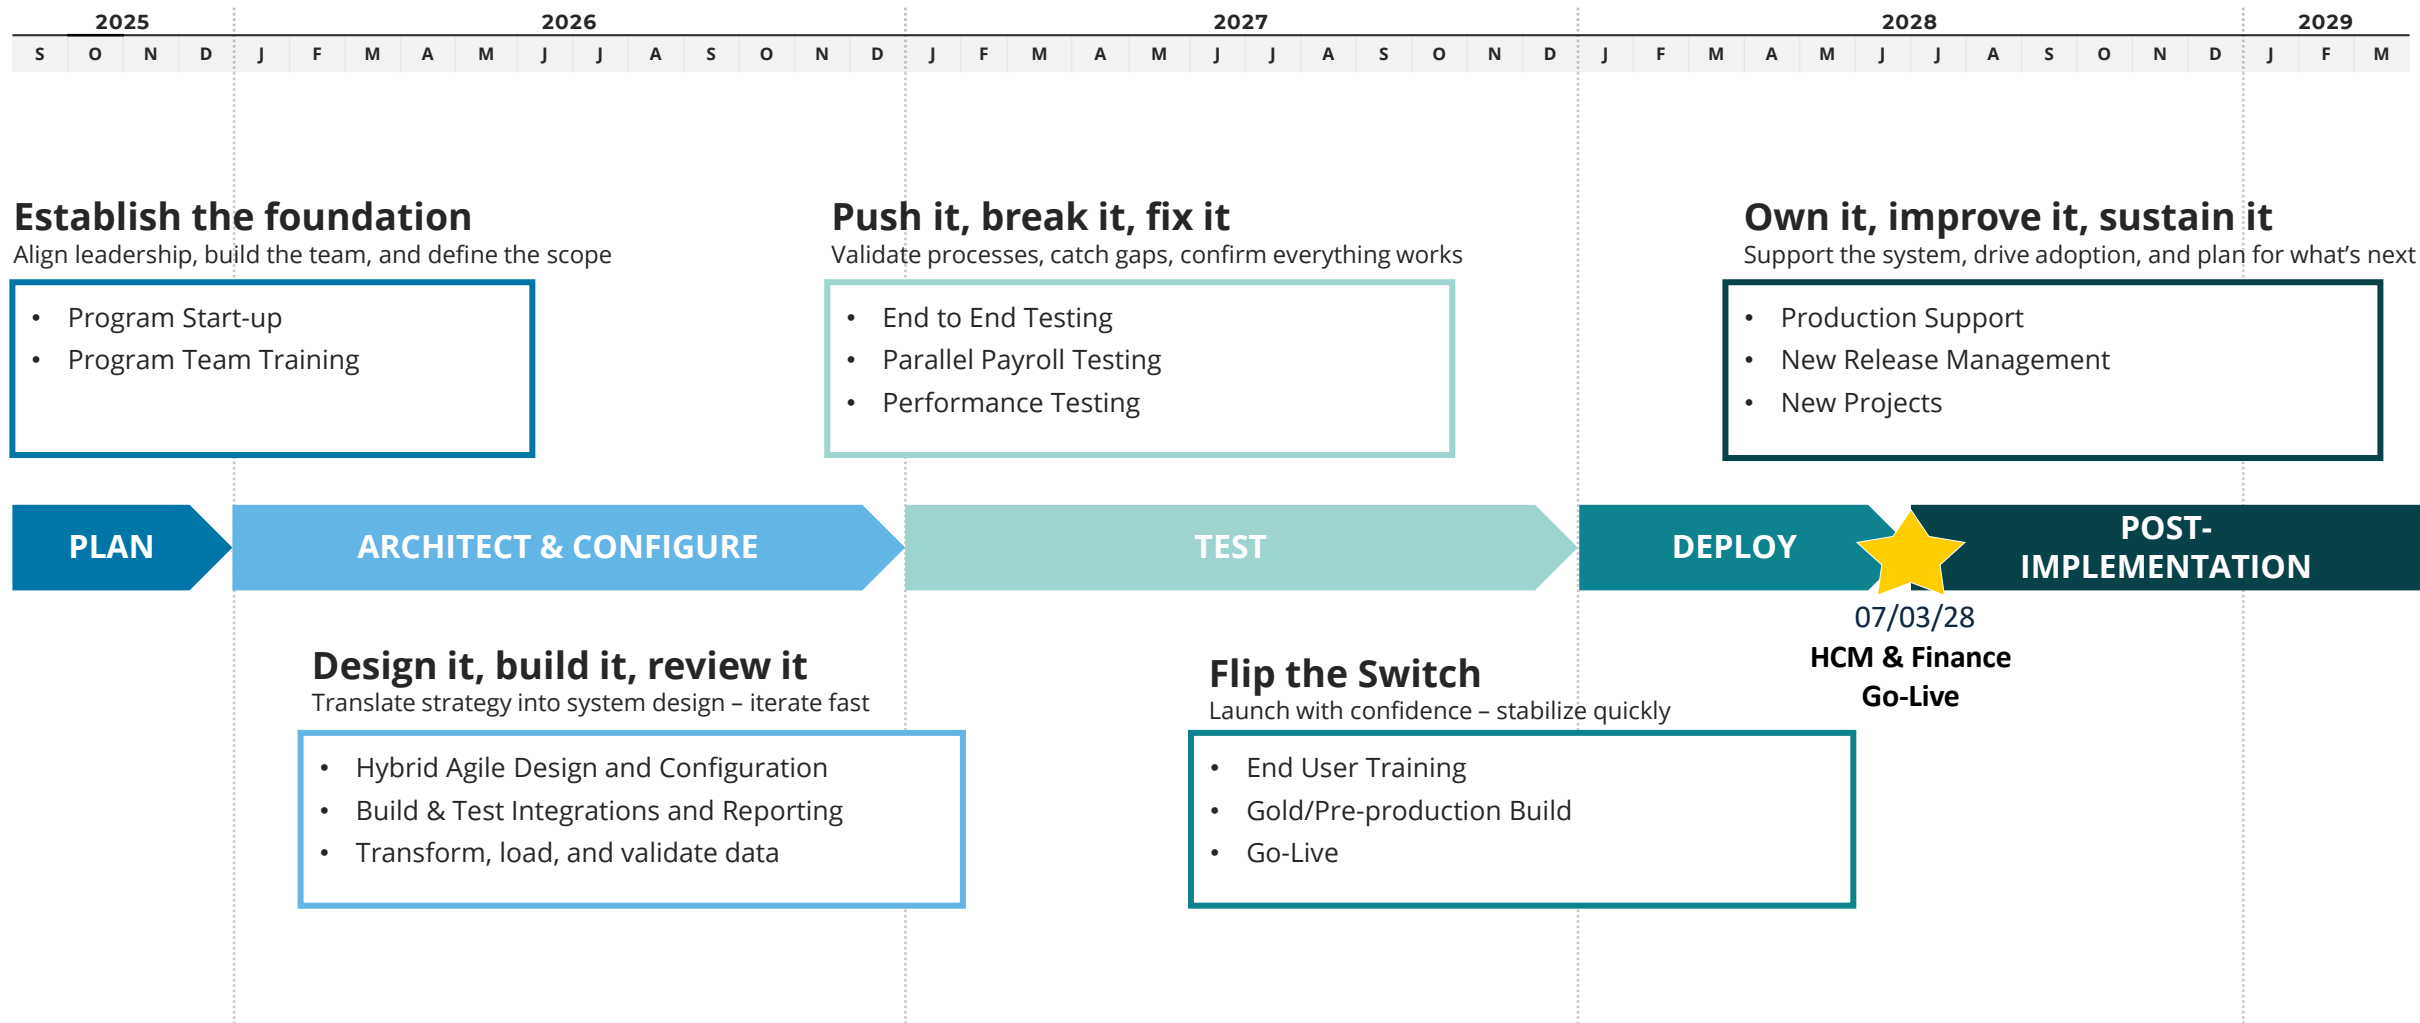 2025 2026 2027 2028 2029
S O N D J F M A M J J A S O N D J F M A M J J A S O N D J F M A M J J A S O N D J F M
Establish the foundation
Align leadership, build the team, and define the scope
• Program Start-up
• Program Team Training
Push it, break it, fix it
Validate processes, catch gaps, confirm everything works
• End to End Testing
• Parallel Payroll Testing
• Performance Testing
Own it, improve it, sustain it
Support the system, drive adoption, and plan for what’s next
• Production Support
• New Release Management
• New Projects
PLAN
ARCHITECT & CONFIGURE
TEST
DEPLOY
POST-
IMPLEMENTATION
07/03/28
HCM & Finance
Go-Live
Design it, build it, review it
Translate strategy into system design – iterate fast
• Hybrid Agile Design and Configuration
• Build & Test Integrations and Reporting
• Transform, load, and validate data
Flip the Switch
Launch with confidence – stabilize quickly
• End User Training
• Gold/Pre-production Build
• Go-Live